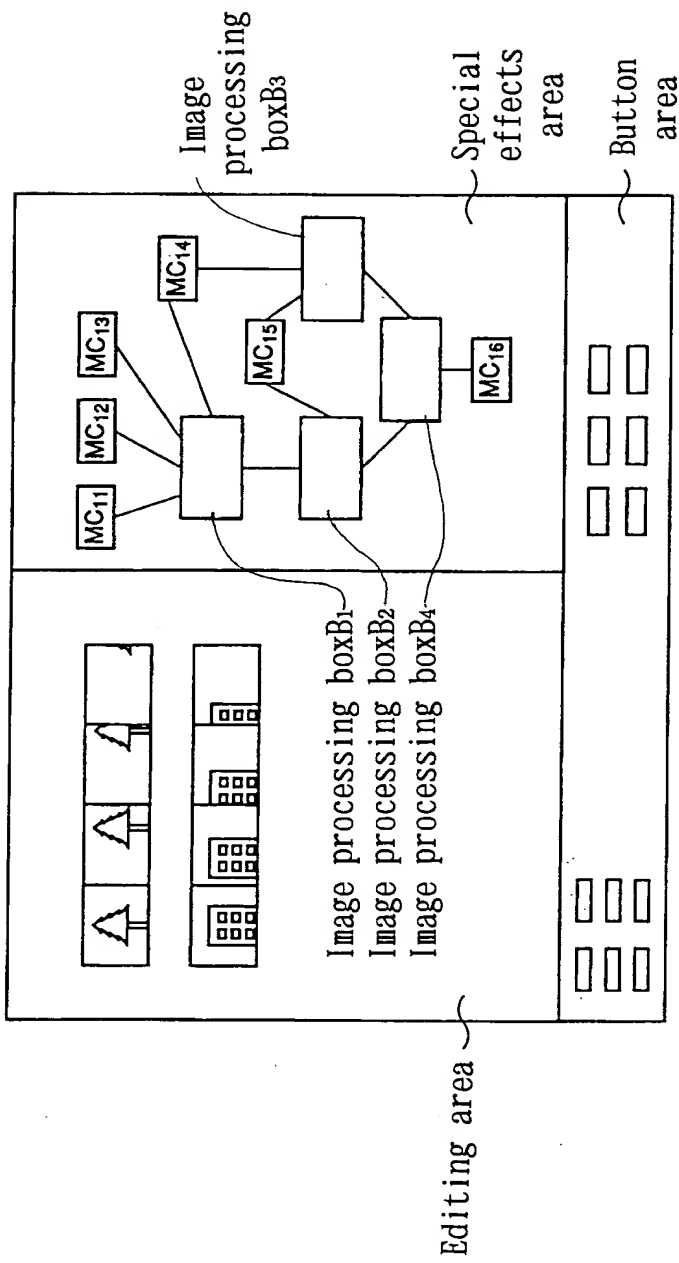 Image
processing
boxB3
MC13
MC12
MC11
MC14
MC15
MC16
Special
effects
area
Button
area
Image processing boxB1
Image processing boxB2
Image processing boxB4
Editing area